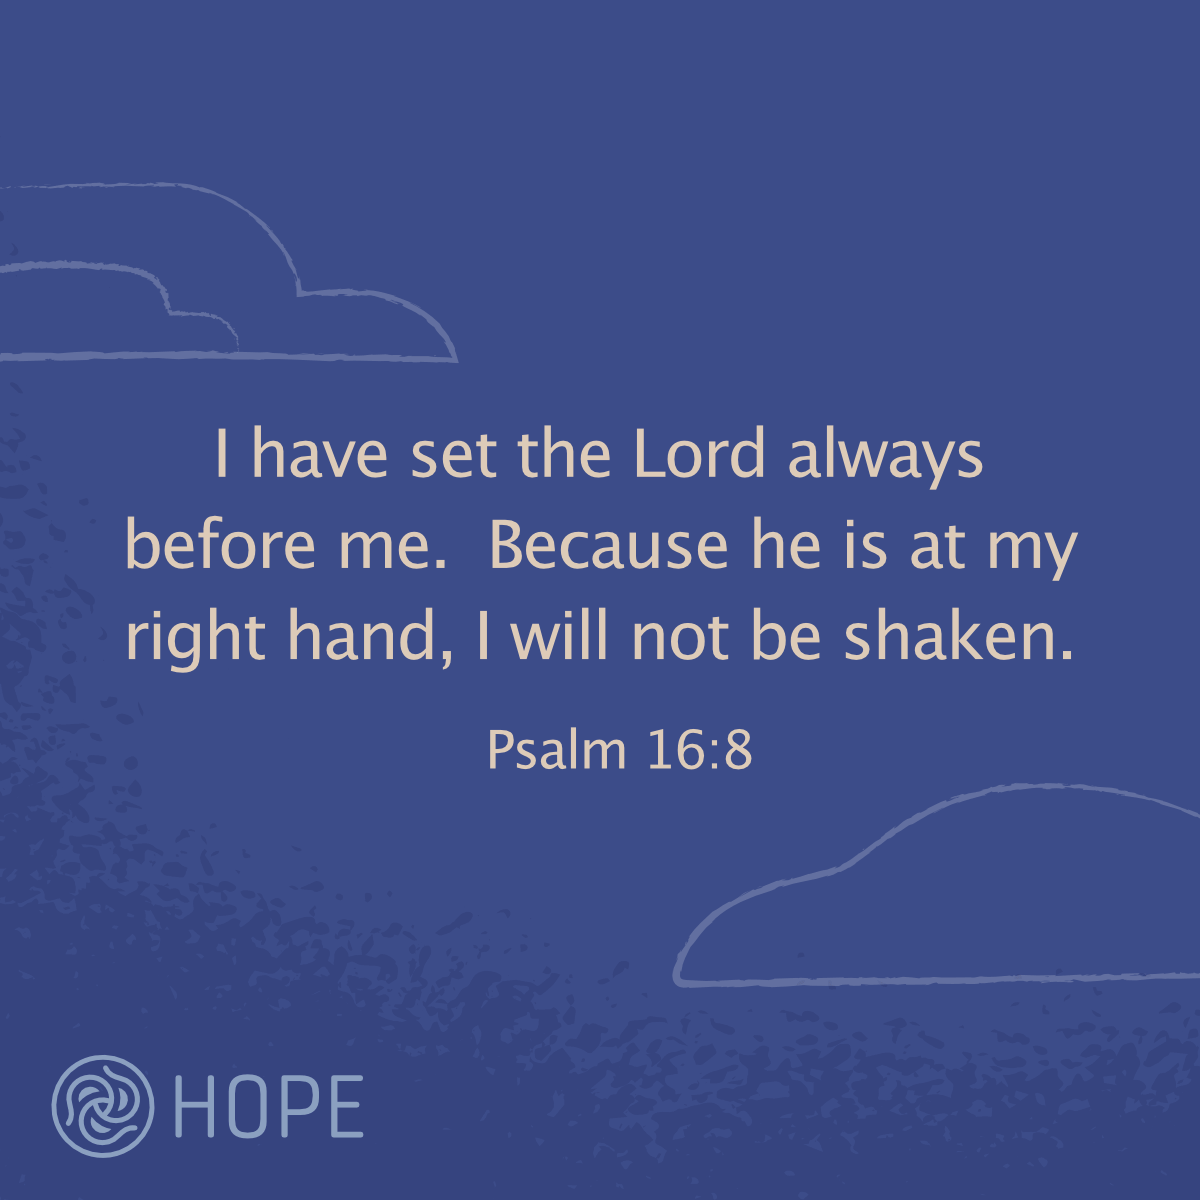 I have set the Lord always
before me.  Because he is at my
right hand, I will not be shaken.
Psalm 16:8
HOPE